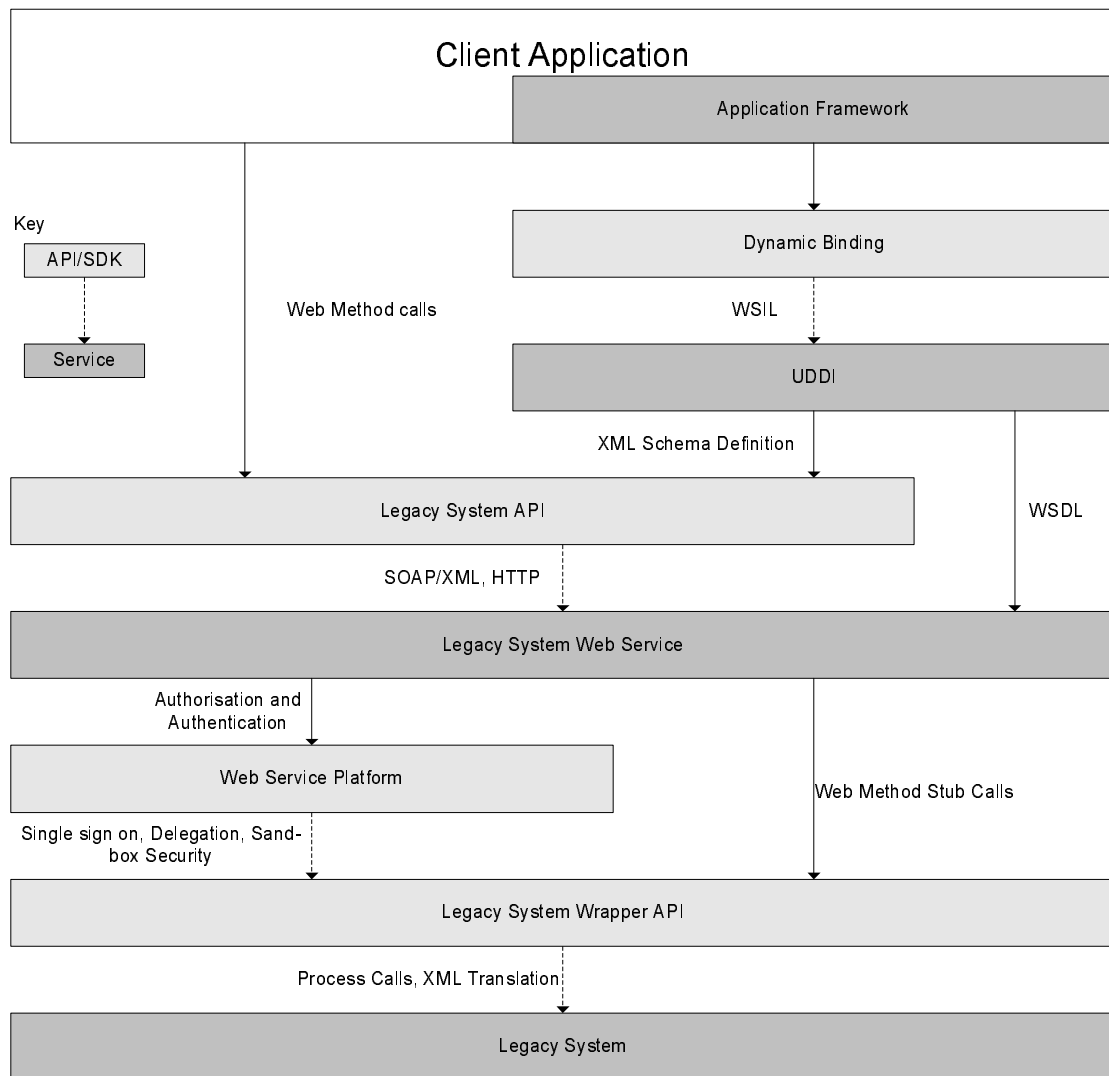 Client Application
Application Framework
Key
API/SDK
Service
Dynamic Binding
Web Method calls
WSIL
UDDI
XML Schema Definition
Legacy System API
WSDL
SOAP/XML, HTTP
Legacy System Web Service
Authorisation and
Authentication
Web Service Platform
Web Method Stub Calls
Single sign on, Delegation, Sand-
box Security
Legacy System Wrapper API
Process Calls, XML Translation
Legacy System